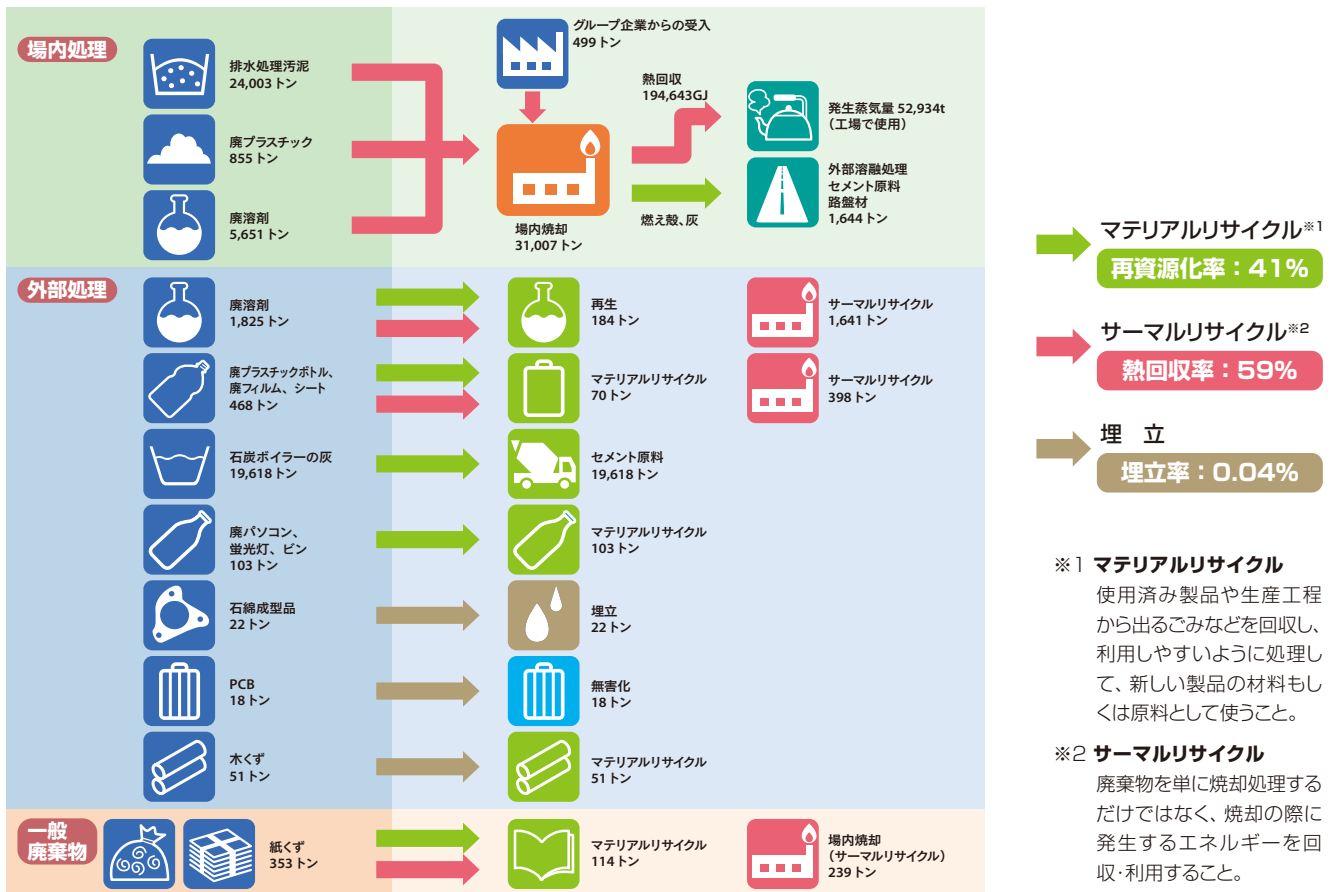 場内処理
排水処理汚泥
24,003トン
廃プラスチック
855トン
廃溶剤
5,651トン
グループ企業からの受入
499トン
場内焼却
31,007トン
熱回収
194,643GJ
燃え殻、灰
発生蒸気量 52,934t
（工場で使用）
外部溶融処理
セメント原料
路盤材
1,644トン
外部処理
廃溶剤
1,825トン
再生
184トン
サーマルリサイクル
1,641トン
廃プラスチックボトル、
廃フィルム、シート
468トン
マテリアルリサイクル
70トン
サーマルリサイクル
398トン
石炭ボイラーの灰
19,618トン
セメント原料
19,618トン
廃パソコン、
蛍光灯、ビン
103トン
マテリアルリサイクル
103トン
石綿成型品
22トン
埋立
22トン
PCB
18トン
無害化
18トン
木くず
51トン
マテリアルリサイクル
51トン
一般
廃棄物
紙くず
353トン
マテリアルリサイクル
114トン
場内焼却
（サーマルリサイクル）
239トン
マテリアルリサイクル※1
再資源化率：41%
サーマルリサイクル※2
熱回収率：59%
埋　立
埋立率：0.04%
※1 マテリアルリサイクル
使用済み製品や生産工程
から出るごみなどを回収し、
利用しやすいように処理し
て、新しい製品の材料もし
くは原料として使うこと。
※2 サーマルリサイクル
廃棄物を単に焼却処理する
だけではなく、焼却の際に
発生するエネルギーを回
収・利用すること。